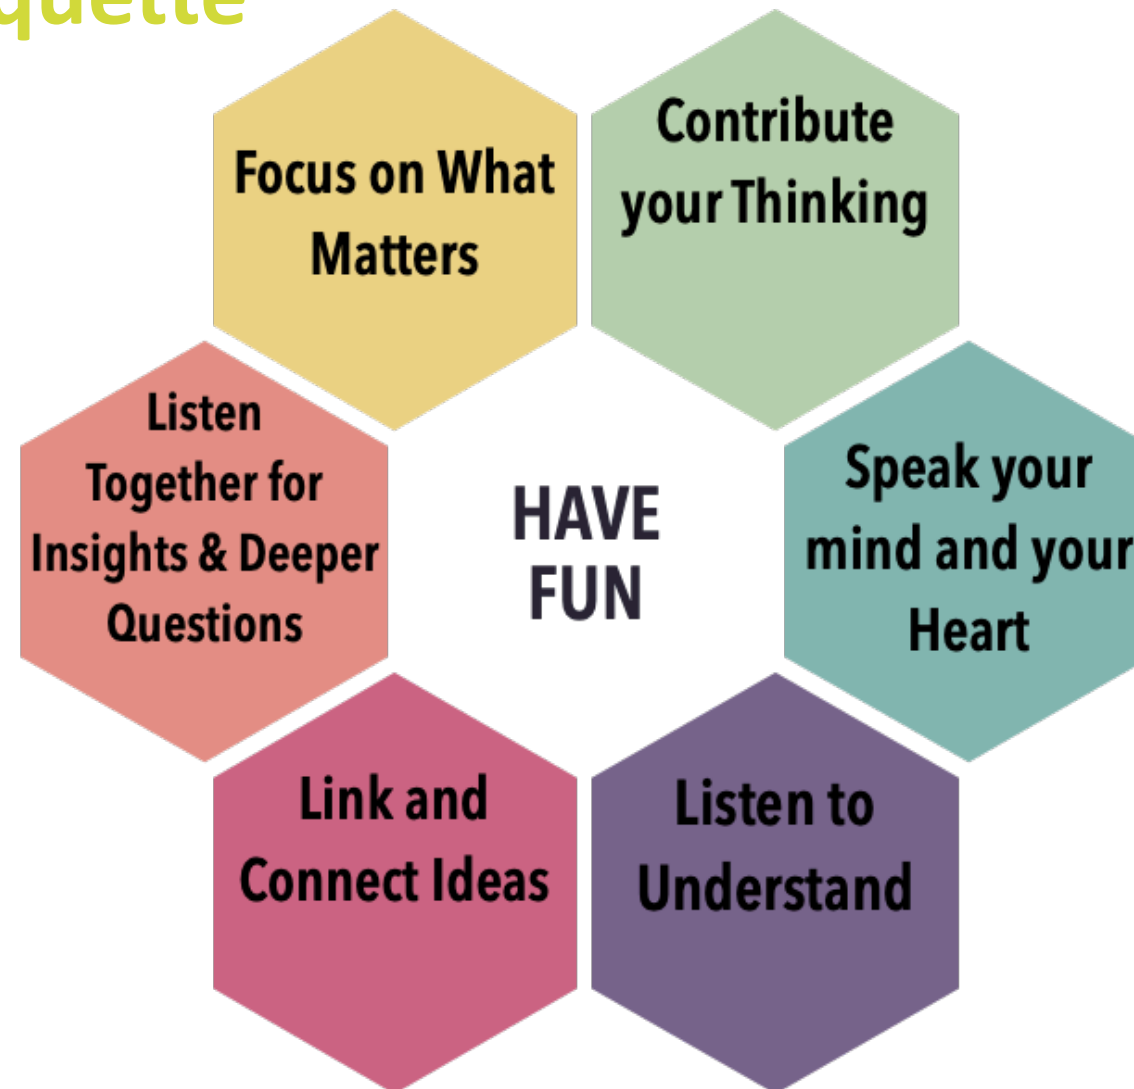 quette
Focus on What
Matters
Contribute
your Thinking
Listen
Together for
Insights & Deeper
Questions
HAVE
FUN
Speak your
mind and your
Heart
Link and
Connect Ideas
Listen to
Understand